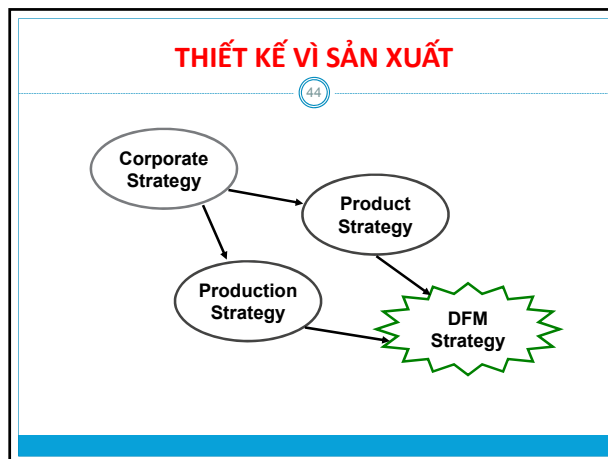 THIẾT KẾ VÌ SẢN XUẤT
44
Corporate
Strategy
Product
Strategy
Production
Strategy
DFM
Strategy